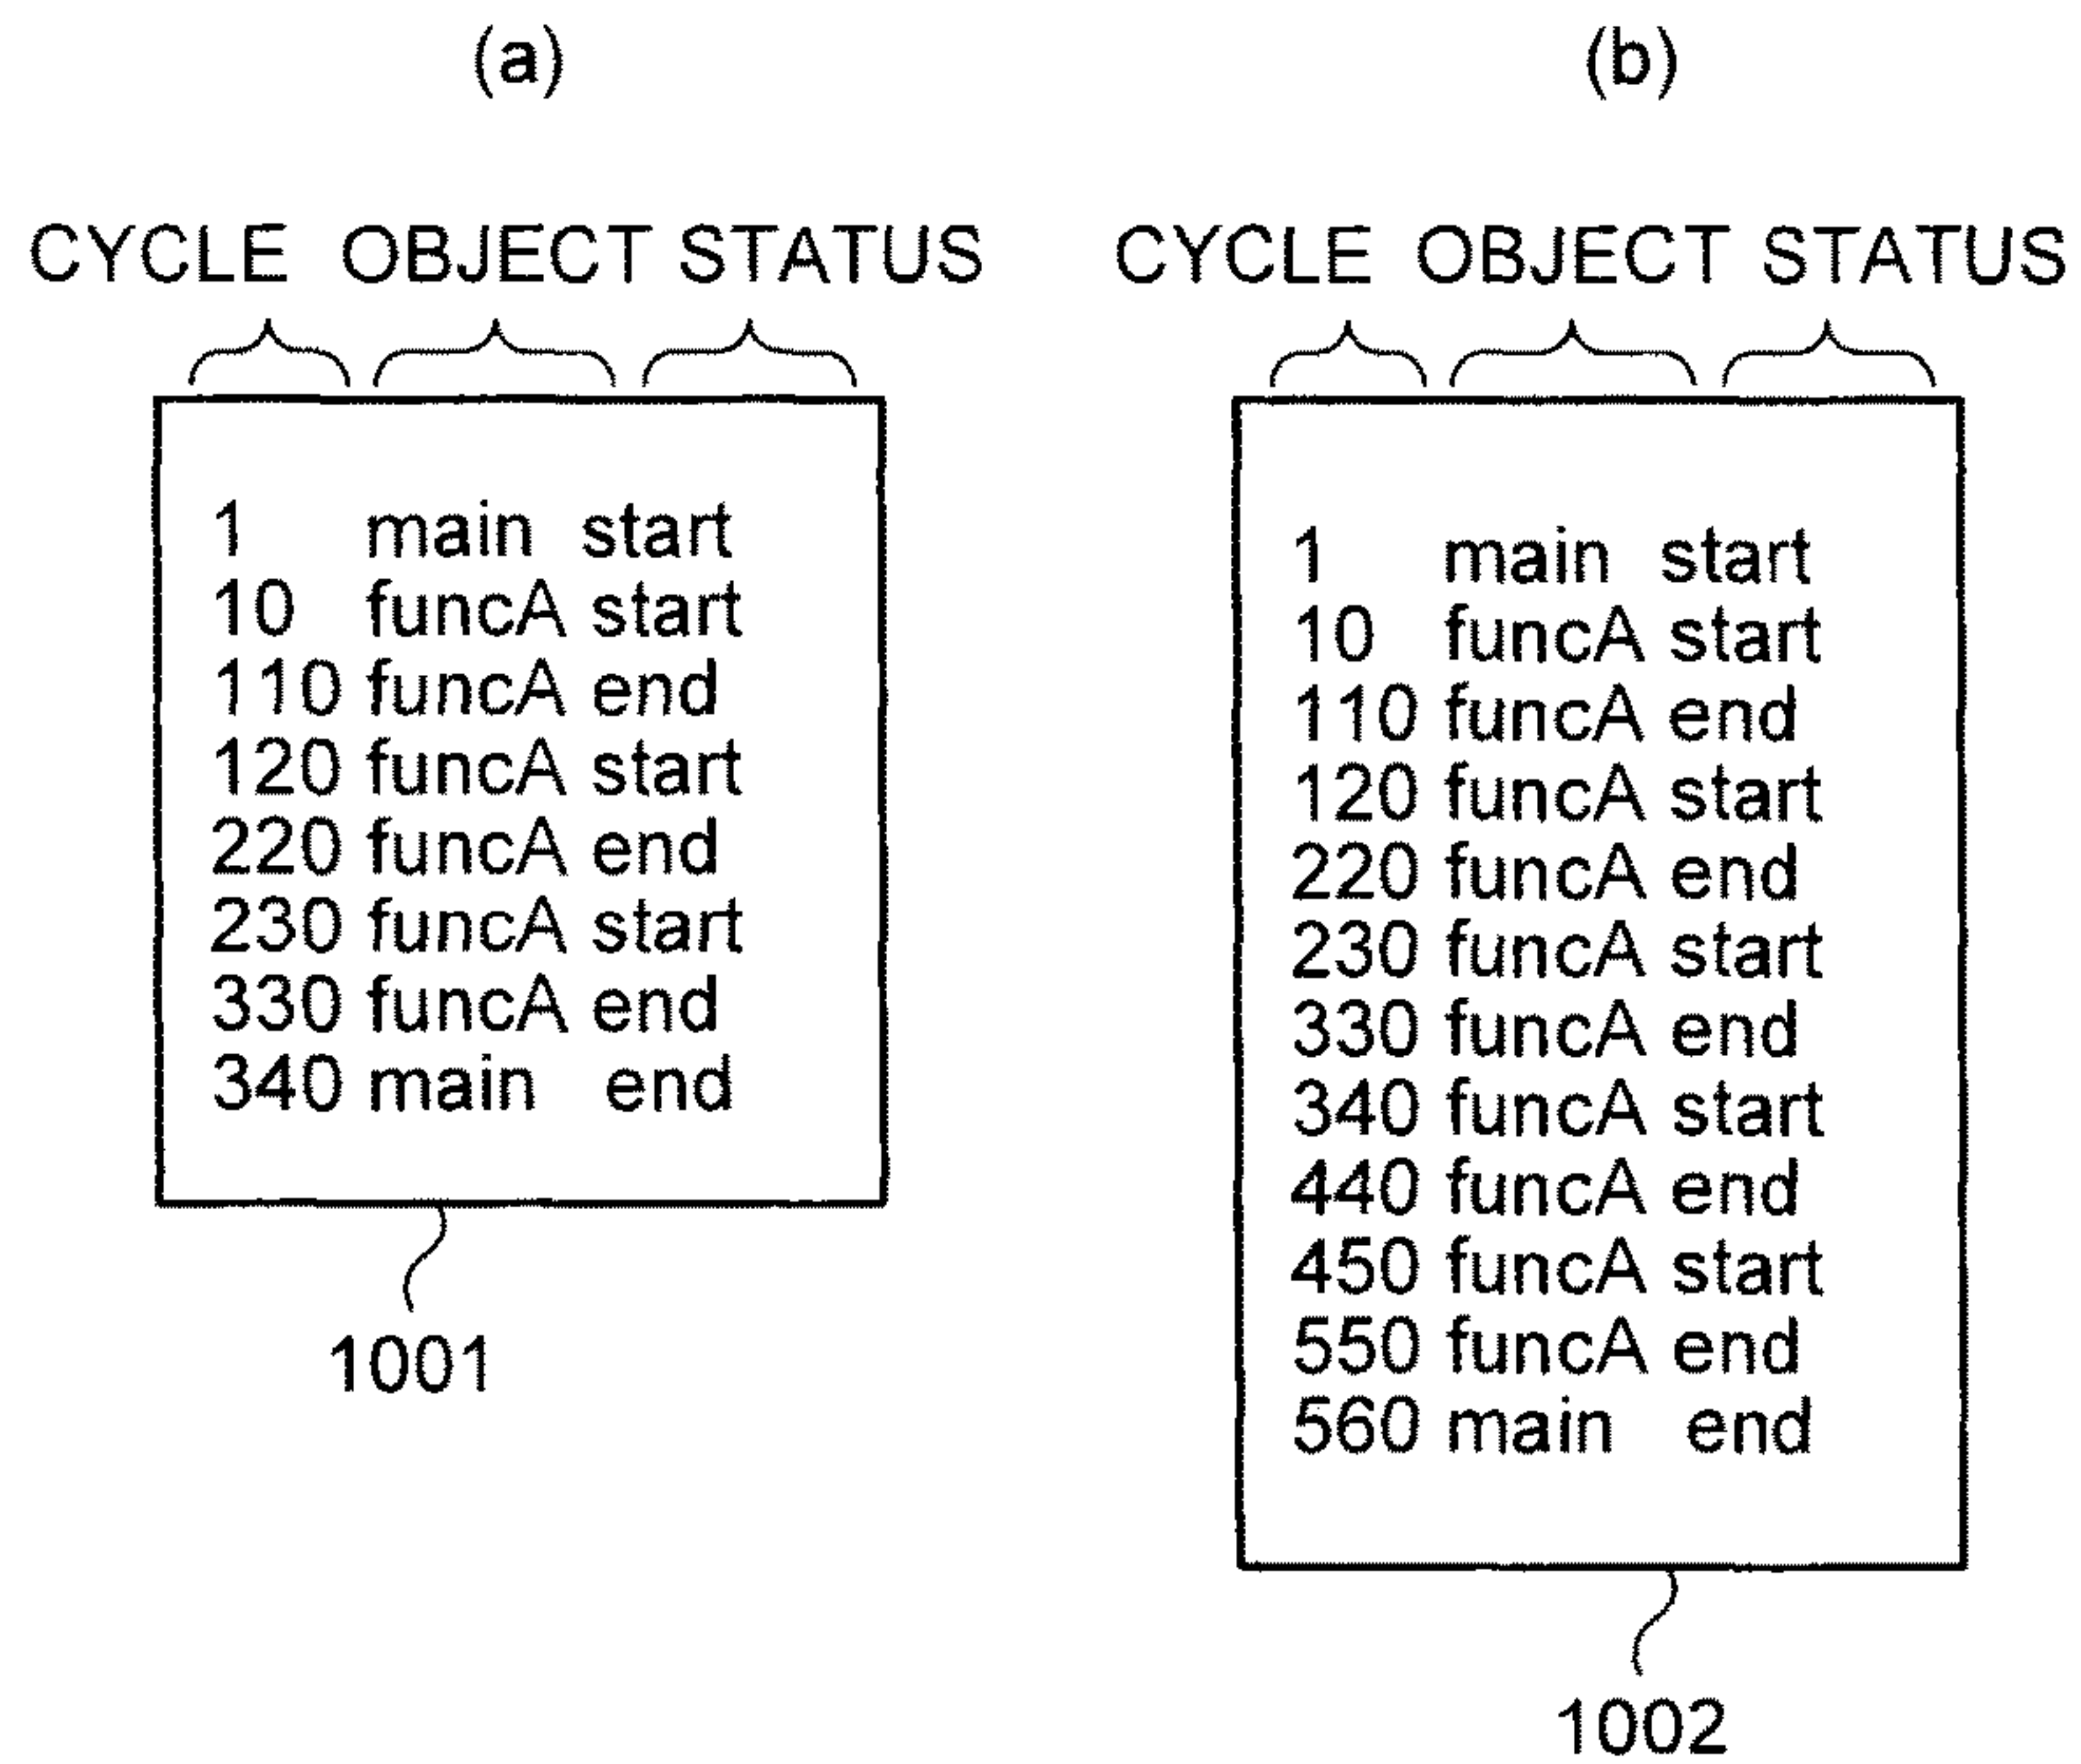 (a)
CYCLE OBJECT STATUS
1 main start
10 funcA start
110 funcA end
120 funcA start
220 funcA end
230 funcA start
330 funcA end
340 main end
1001
(b)
CYCLE OBJECT STATUS
1 main start
10 funcA start
110 funcA end
120 funcA start
220 funcA end
230 funcA start
330 funcA end
340 funcA start
440 funcA end
450 funcA start
550 funcA end
560 main end
1002